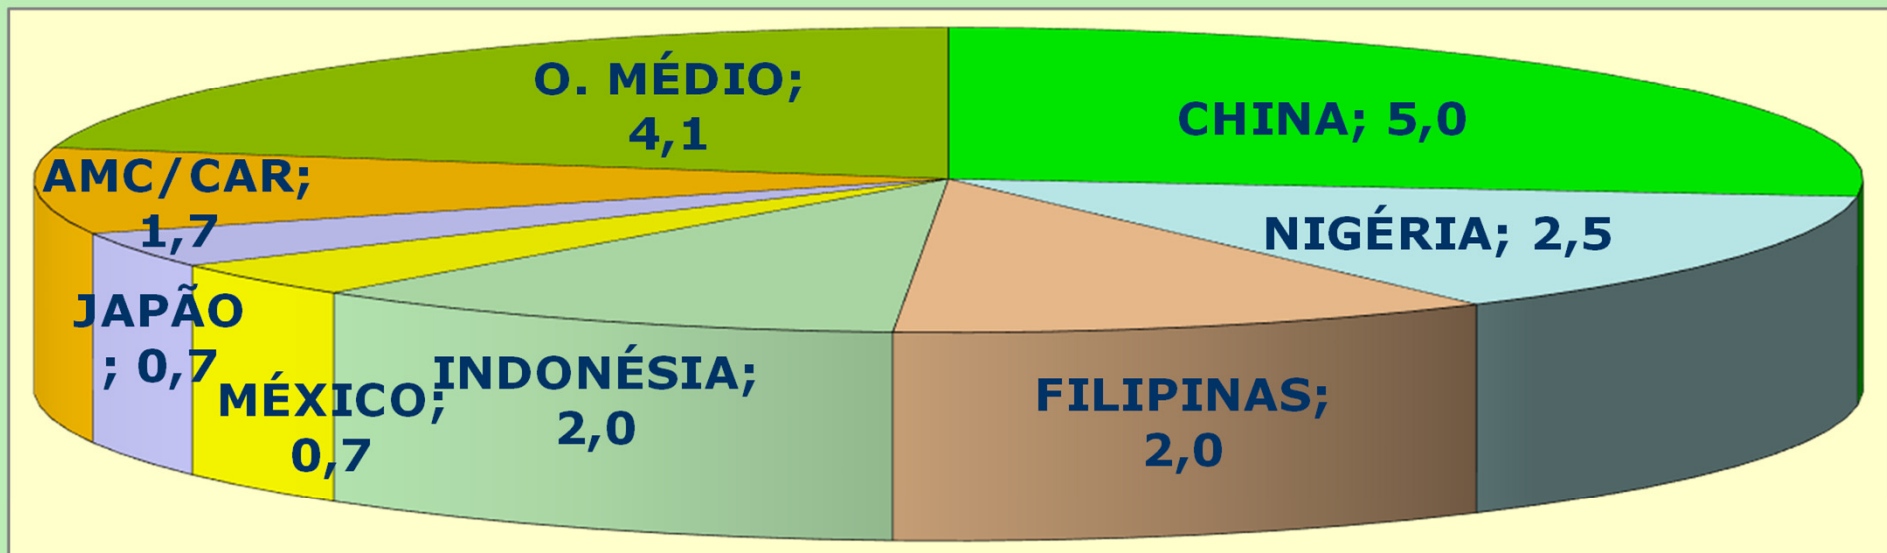 O. MÉDIO;
4,1
CHINA; 5,0
AMC/CAR;
1,7
NIGÉRIA; 2,5
JAPÃO
; 0,7
MÉXICO;
0,7
INDONÉSIA;
2,0
FILIPINAS;
2,0